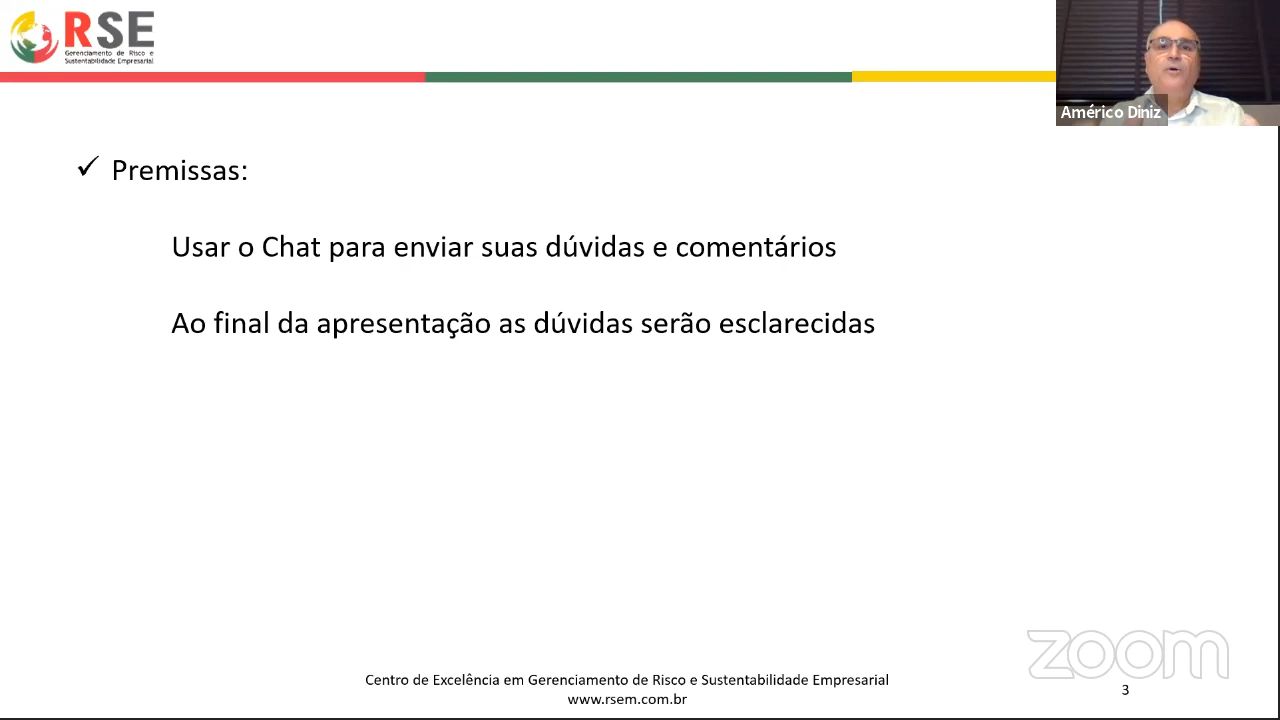 RSE
Gerenciamento de Risco e
Sustentabilidade Empresarial
Américo Diniz
✓ Premissas:
Usar o Chat para enviar suas dúvidas e comentários
Ao final da apresentação as dúvidas serão esclarecidas
zoom
Centro de Excelência em Gerenciamento de Risco e Sustentabilidade Empresarial
www.rsem.com.br
3